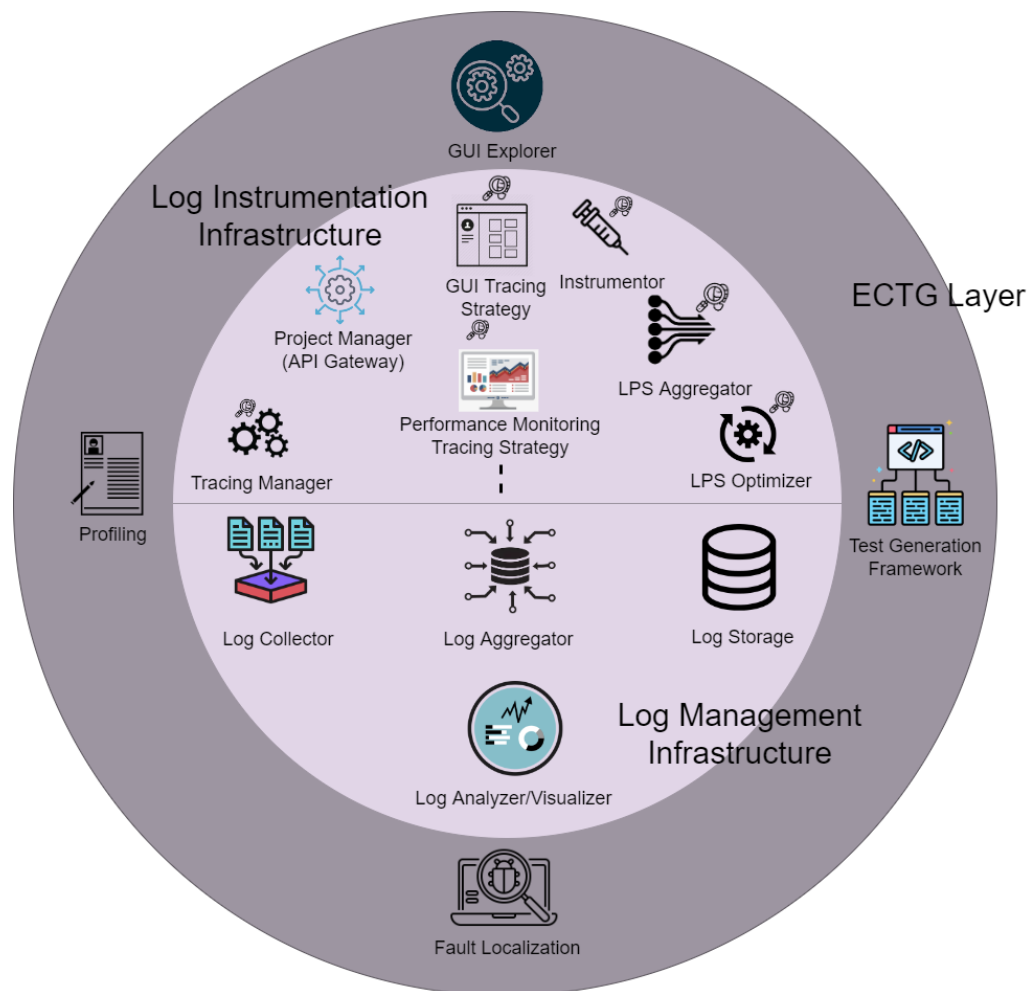 GUI Explorer
Log Instrumentation
Infrastructure
GUI Tracing
Strategy
Instrumentor
ECTG Layer
Project Manager
(API Gateway)
LPS Aggregator
Performance Monitoring
Tracing Strategy
Tracing Manager
LPS Optimizer
Profiling
Test Generation
Framework
Log Collector
Log Aggregator
Log Storage
Log Management
Infrastructure
Log Analyzer/Visualizer
Fault Localization